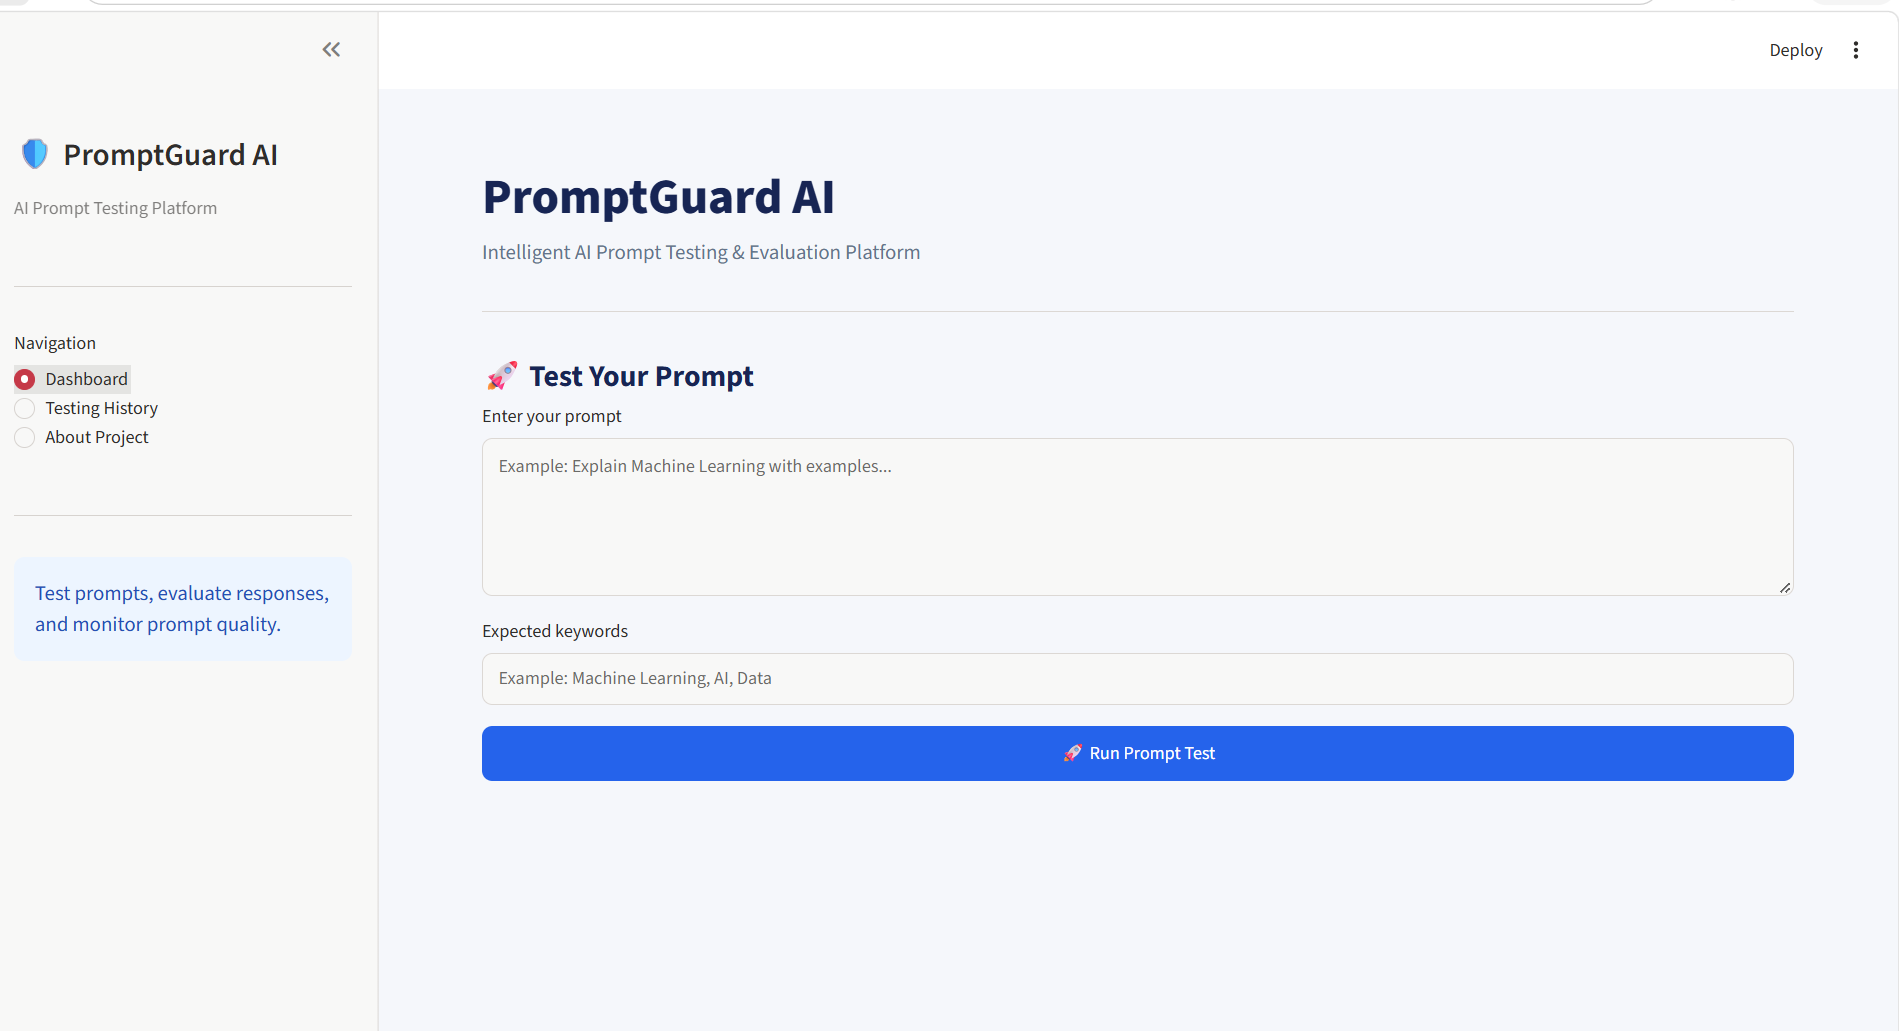 Deploy
PromptGuard AI
AI Prompt Testing Platform
Navigation
Dashboard
Testing History
About Project
Test prompts, evaluate responses,
and monitor prompt quality.
PromptGuard AI
Intelligent AI Prompt Testing & Evaluation Platform
Test Your Prompt
Enter your prompt
Example: Explain Machine Learning with examples...
Expected keywords
Example: Machine Learning, AI, Data
Run Prompt Test